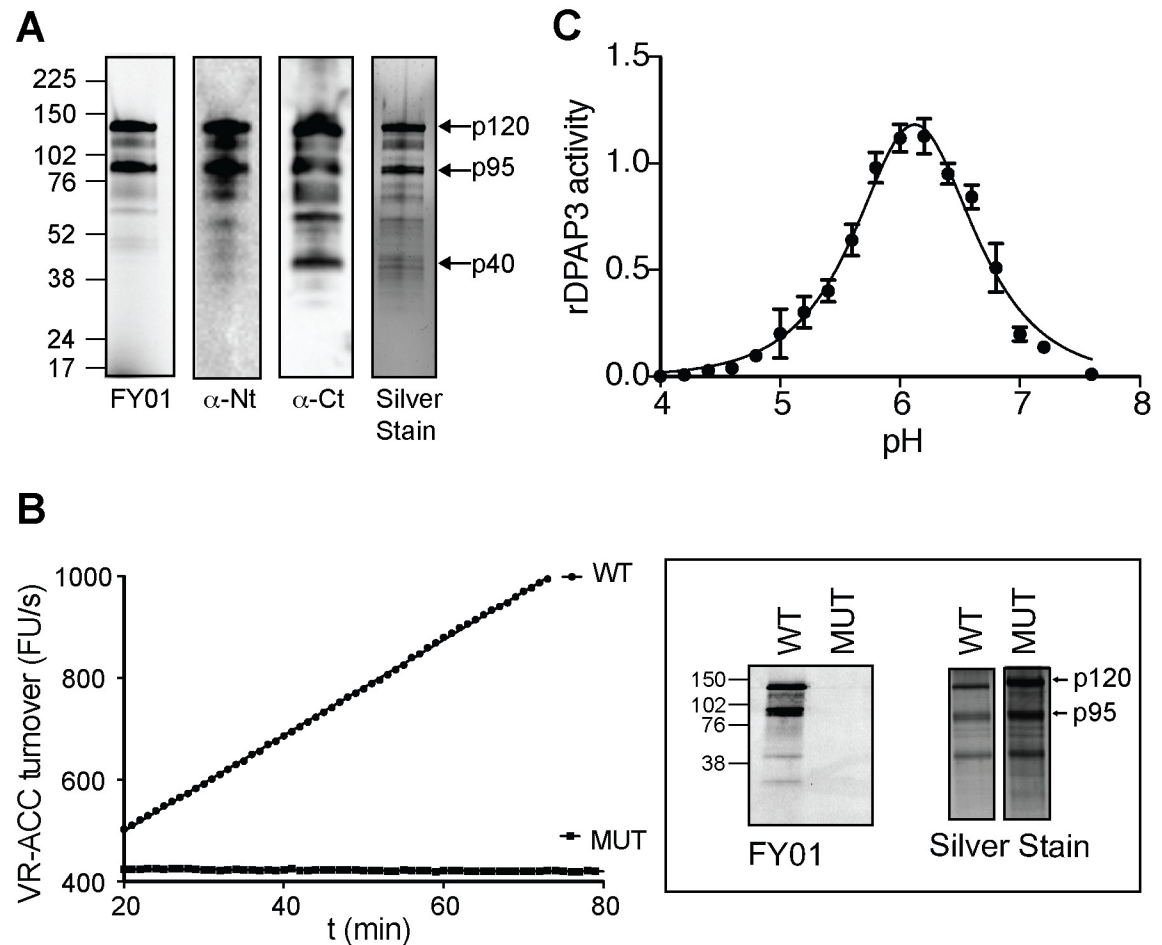 A
225
150
102
76
52
38
24
17
p120
p95
p40
FY01
α-Nt
α-Ct
Silver
Stain
C
1.5
1.0
0.5
0.0
rDPAP3 activity
4
5
6
7
8
pH
B
1000
800
600
400
VR-ACC turnover (FU/s)
20
40
60
80
t (min)
WT
MUT
WT
MUT
150
102
76
38
FY01
WT
MUT
p120
p95
Silver Stain